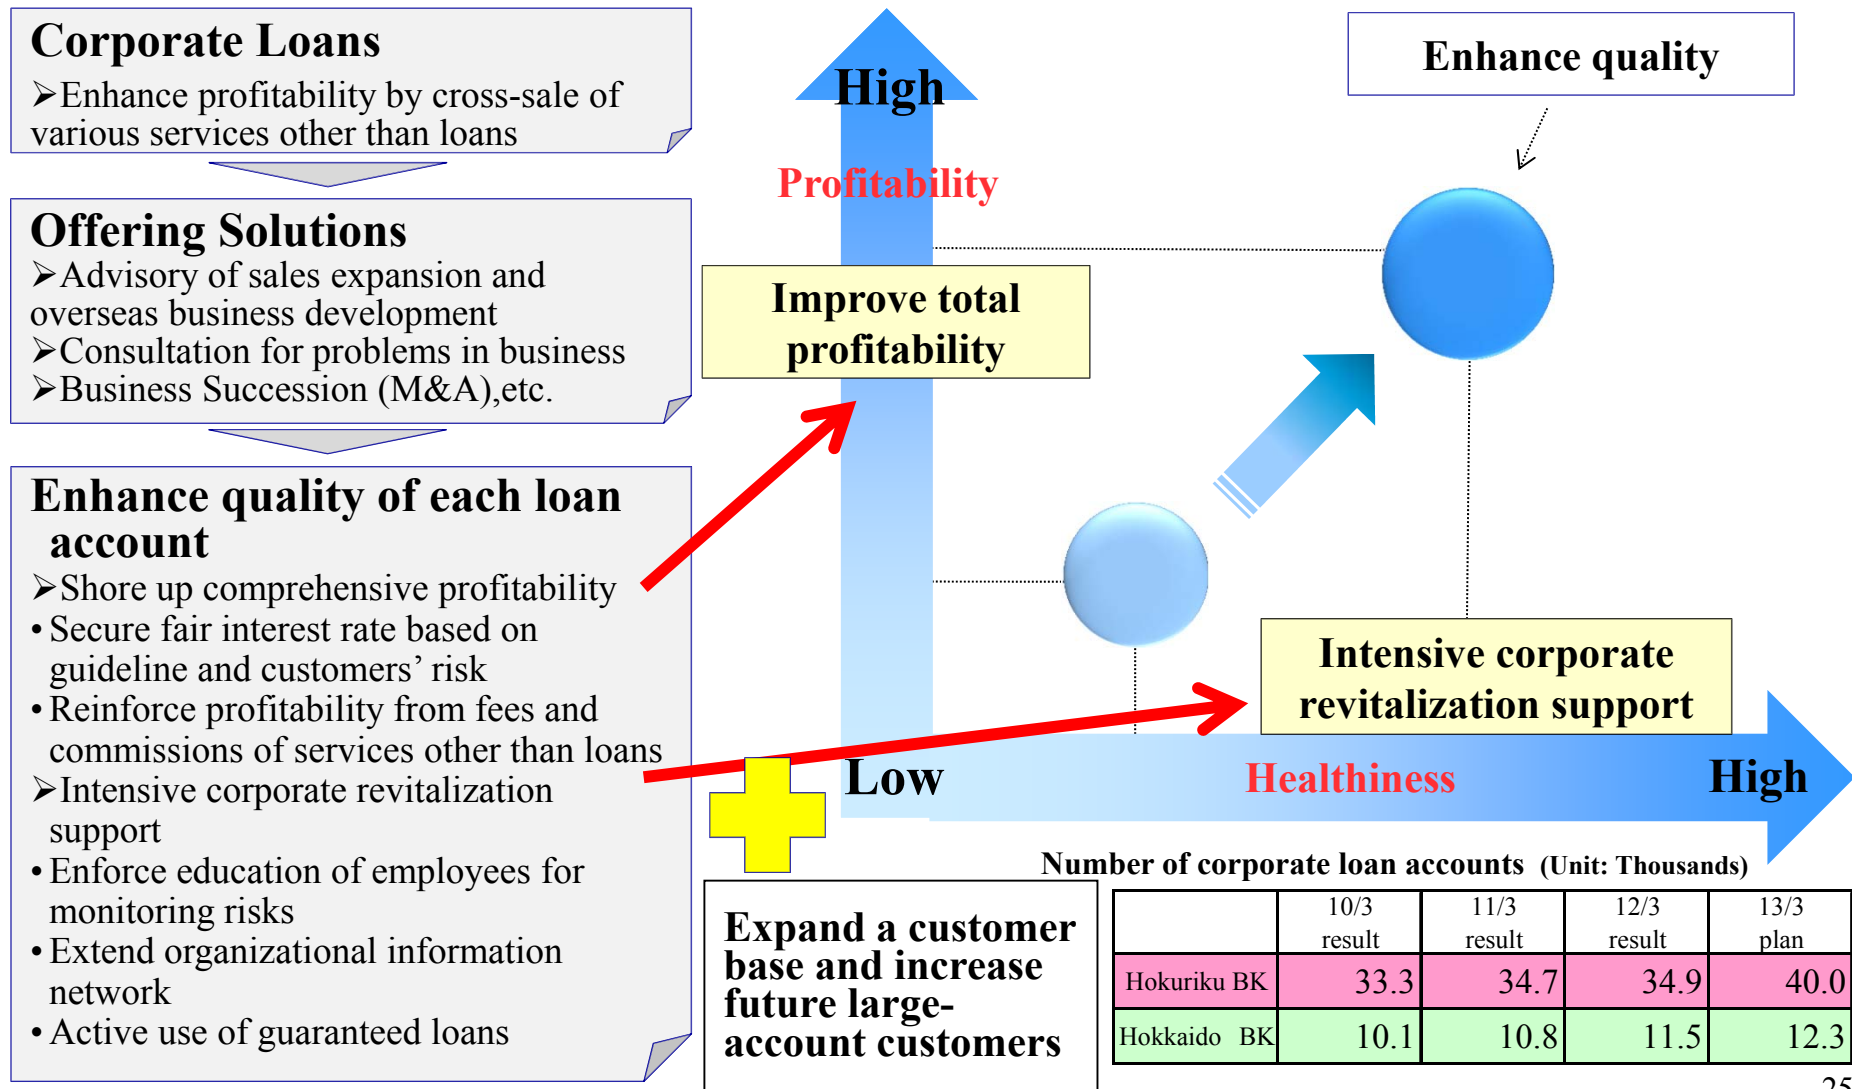 Corporate Loans
➢Enhance profitability by cross-sale of
various services other than loans
Offering Solutions
➢Advisory of sales expansion and
overseas business development
➢Consultation for problems in business
➢Business Succession (M&A),etc.
Enhance quality of each loan
account
➢Shore up comprehensive profitability
• Secure fair interest rate based on
guideline and customers’ risk
• Reinforce profitability from fees and
commissions of services other than loans
➢Intensive corporate revitalization
support
• Enforce education of employees for
monitoring risks
• Extend organizational information
network
• Active use of guaranteed loans
High
Profitability
Improve total
profitability
Enhance quality
Intensive corporate
revitalization support
Low
Healthiness
High
Expand a customer
base and increase
future large-
account customers
Number of corporate loan accounts (Unit: Thousands)
10/3 11/3 12/3 13/3
result result result plan
Hokuriku BK 33.3 34.7 34.9 40.0
Hokkaido BK 10.1 10.8 11.5 12.3
25